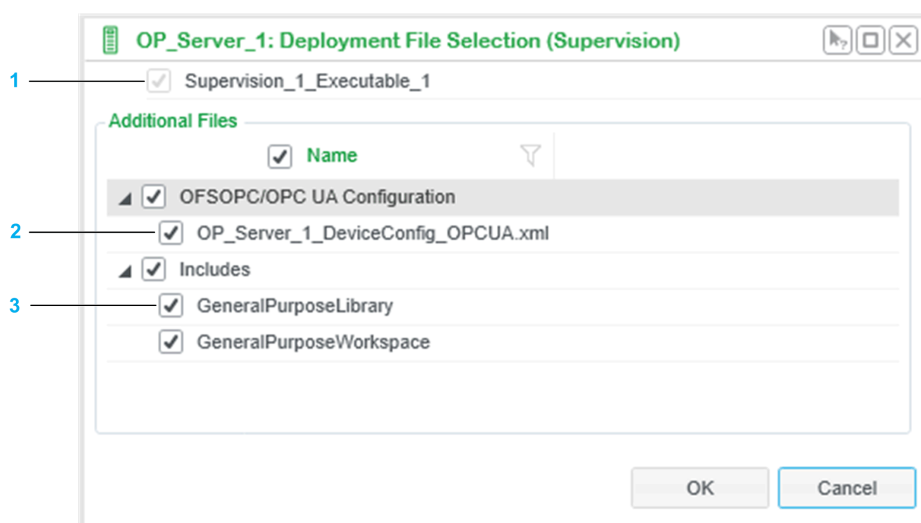 OP_Server_1: Deployment File Selection (Supervision)
1
Supervision_1_Executable_1
Additional Files
Name
OFSOPC/OPC UA Configuration
2
OP_Server_1_DeviceConfig_OPCUA.xml
Includes
3
GeneralPurposeLibrary
GeneralPurposeWorkspace
OK
Cancel